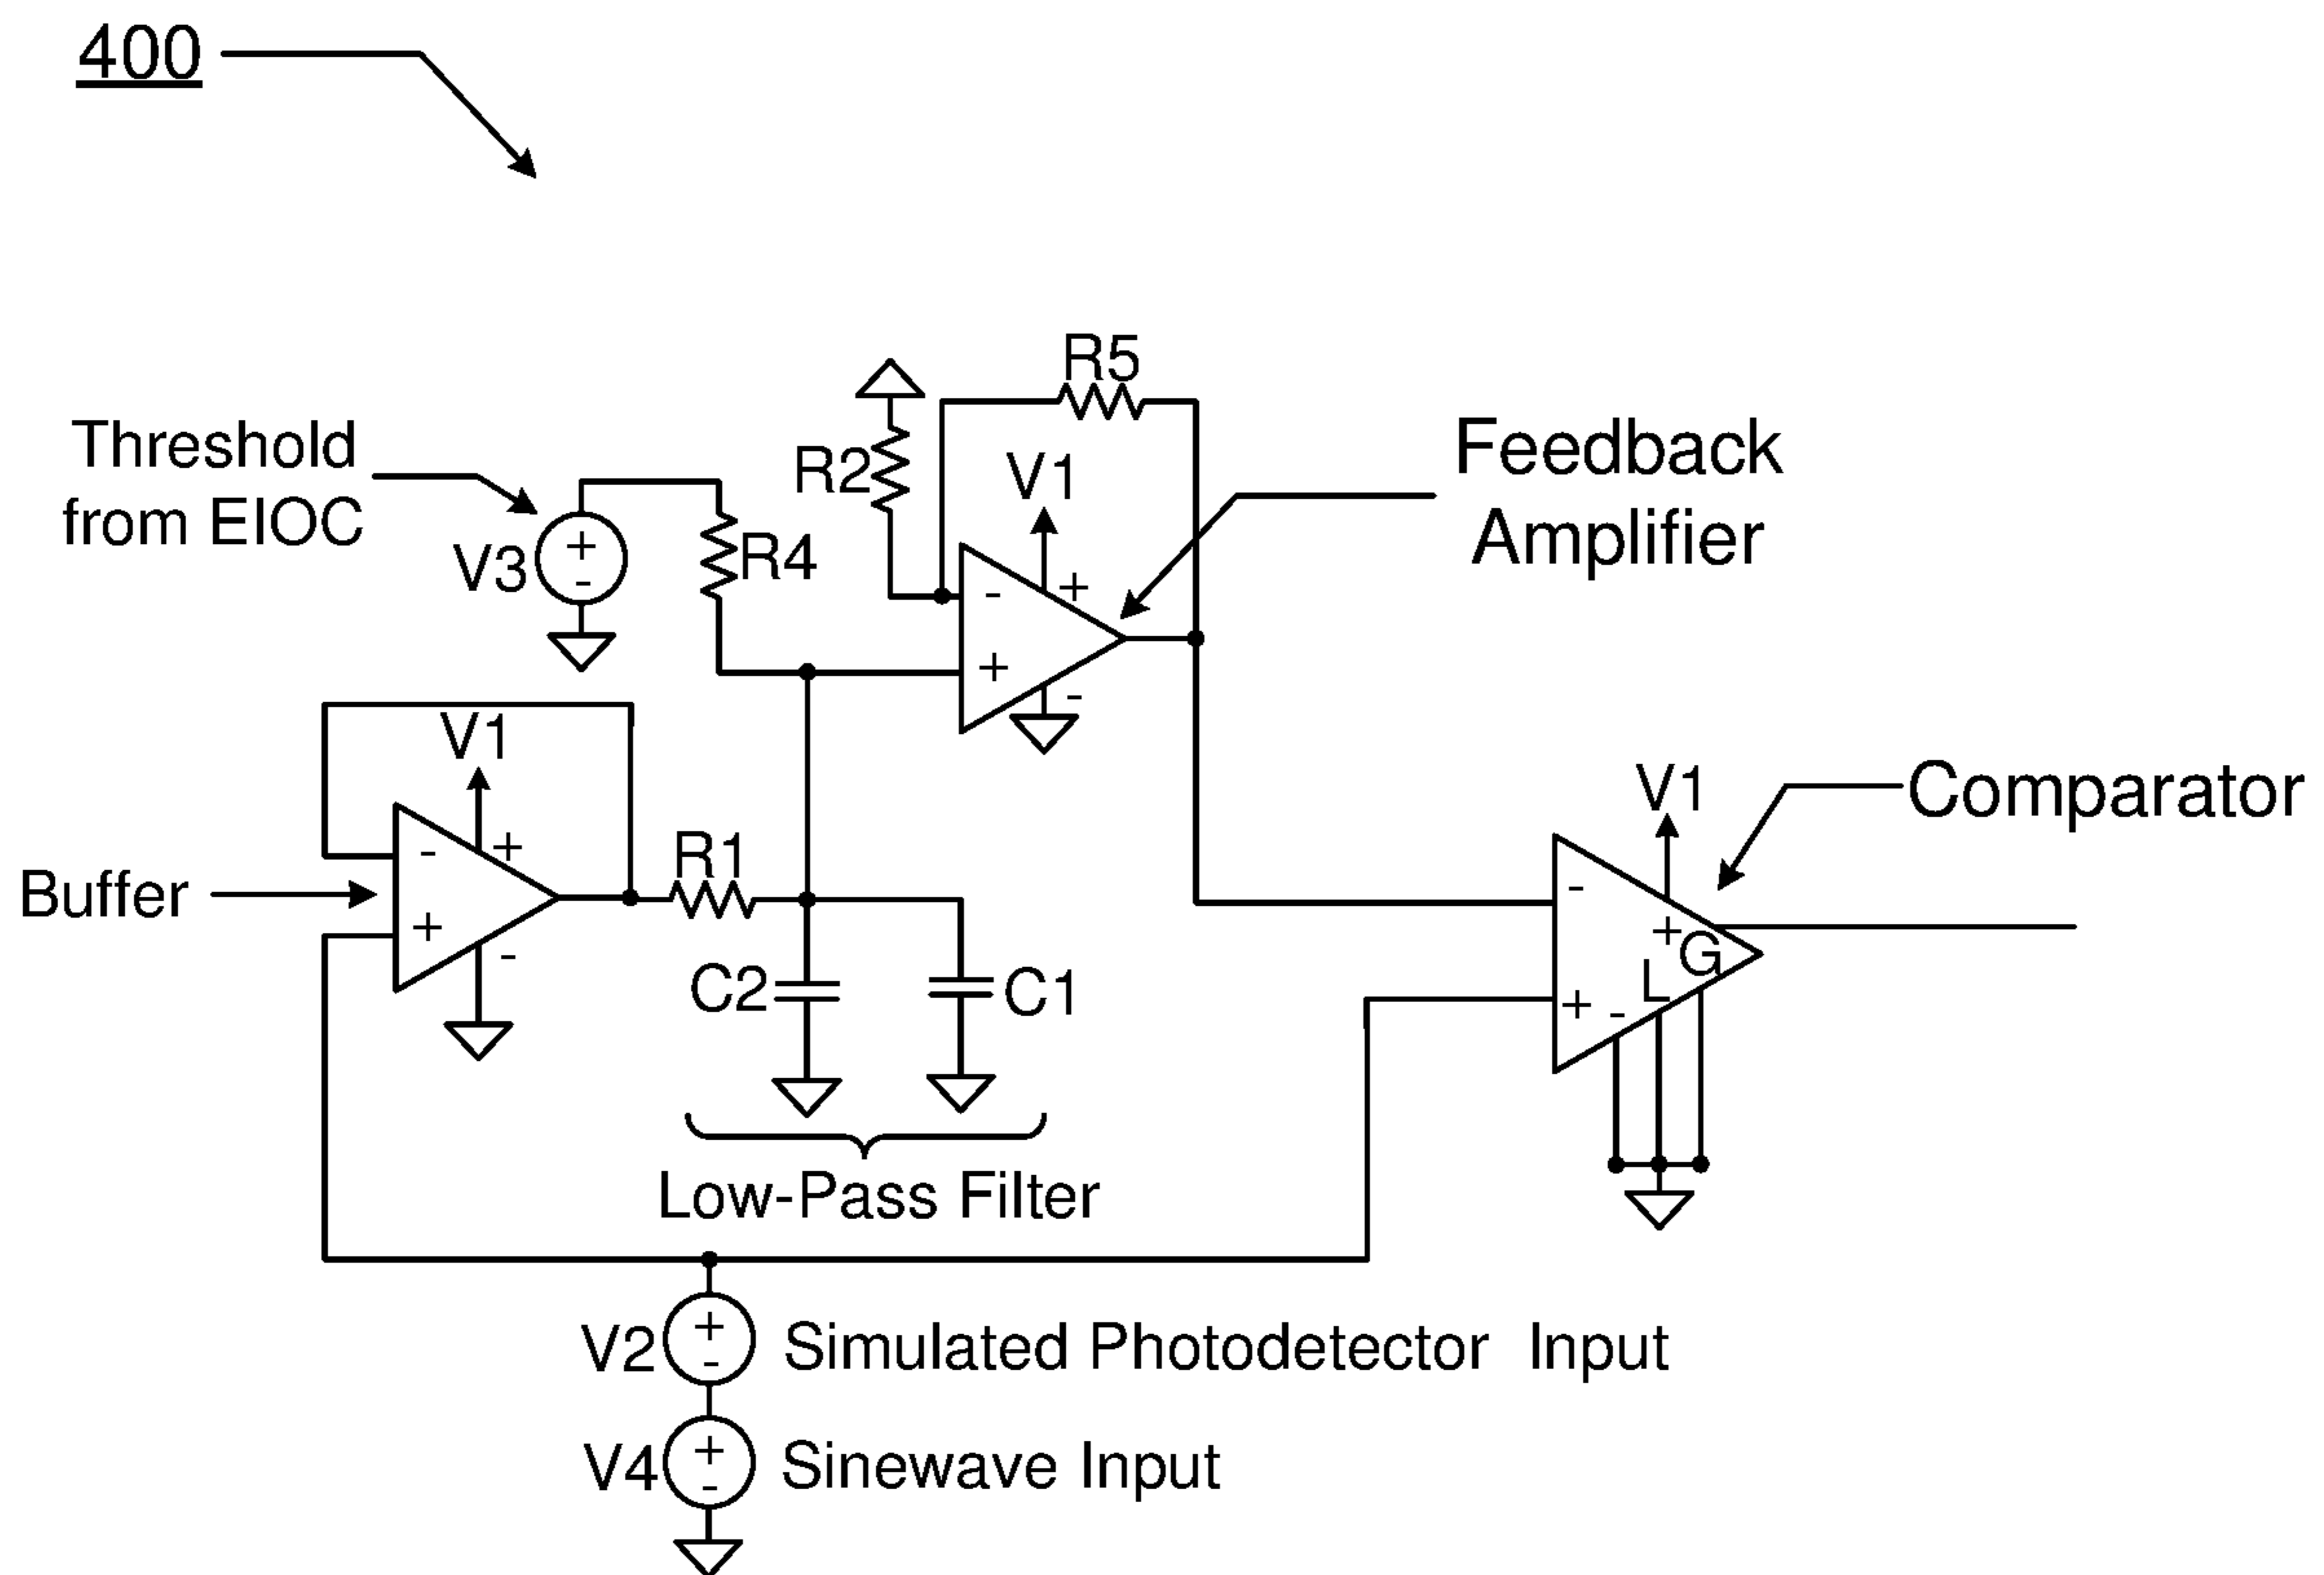 400
R5
Threshold
from EIOC
R2
V1
Feedback
Amplifier
V3
+
-
R4
-
+
+
-
V1
Buffer
-
+
+
-
R1
C2
C1
Low-Pass Filter
V1
Comparator
-
+
+
G
L
-
V2
+
-
Simulated Photodetector Input
V4
+
-
Sinewave Input